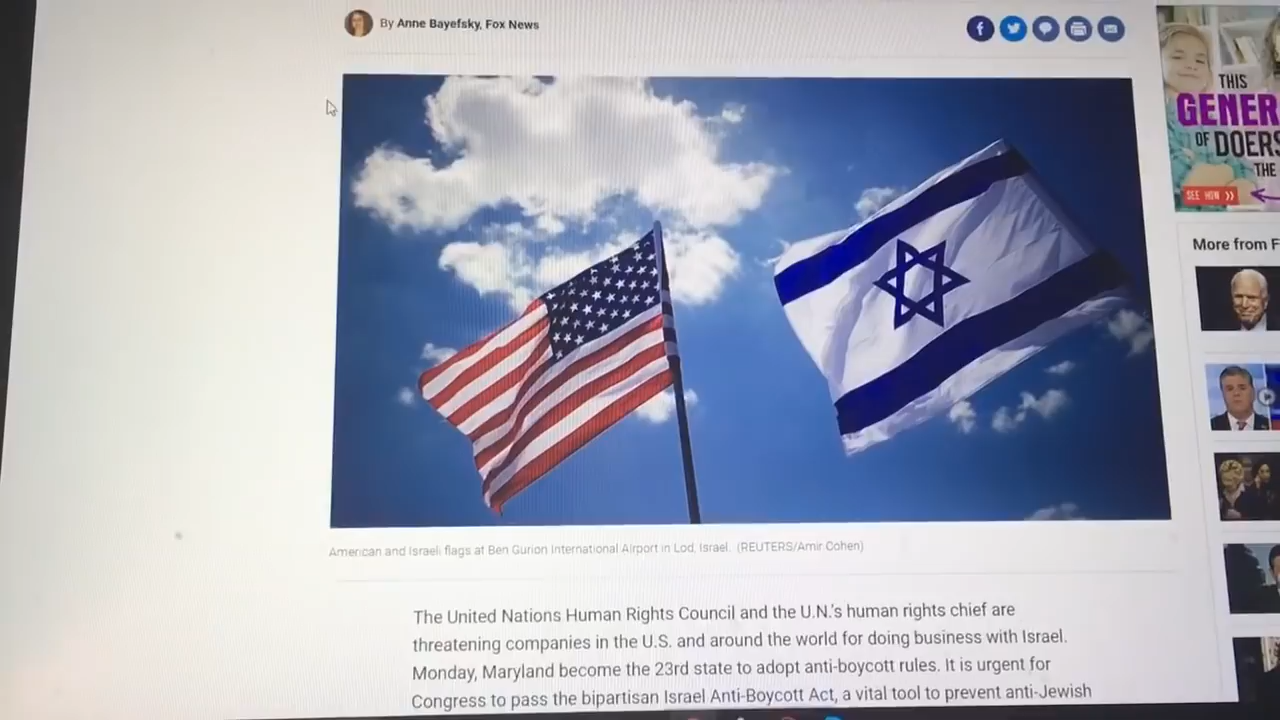 By Anne Bayefsky, Fox News
THIS
GENER
OF DOERS
THE
SEE HOW
More from F
American and Israeli flags at Ben Gurion International Airport in Lod, Israel. (REUTERS/Amir Cohen)
The United Nations Human Rights Council and the U.N.'s human rights chief are
threatening companies in the U.S. and around the world for doing business with Israel.
Monday, Maryland become the 23rd state to adopt anti-boycott rules. It is urgent for
Congress to pass the bipartisan Israel Anti-Boycott Act, a vital tool to prevent anti-Jewish